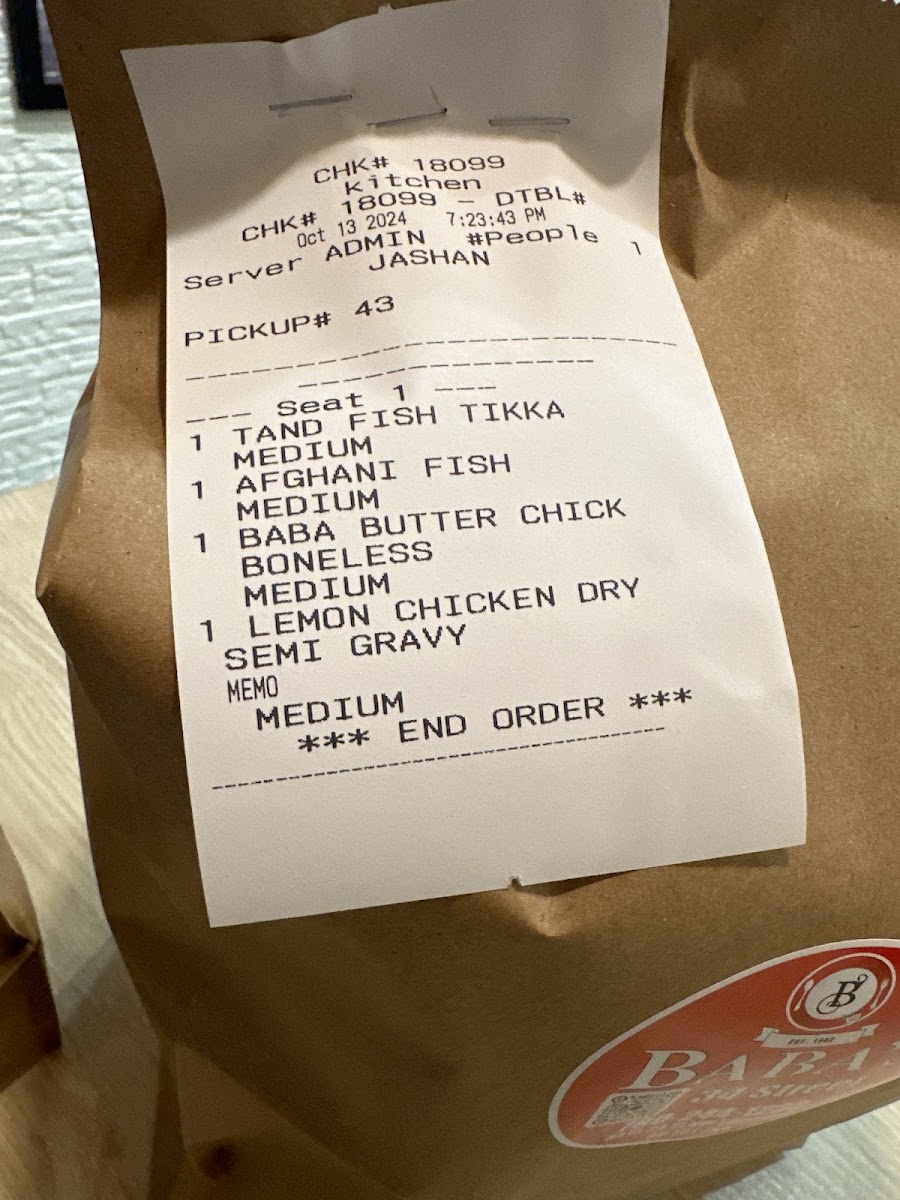 CHK# 18099
Kitchen
CHK# 18099 - DTBL#
Oct 13 2024 7:23:43 PM
Server ADMIN #People 1
JASHAN
PICKUP# 43
--- Seat 1 ---
1 TAND FISH TIKKA
MEDIUM
1 AFGHANI FISH
MEDIUM
1 BABA BUTTER CHICK
BONELESS
MEDIUM
1 LEMON CHICKEN DRY
SEMI GRAVY
MEMO
MEDIUM
*** END ORDER ***
B
BABA'